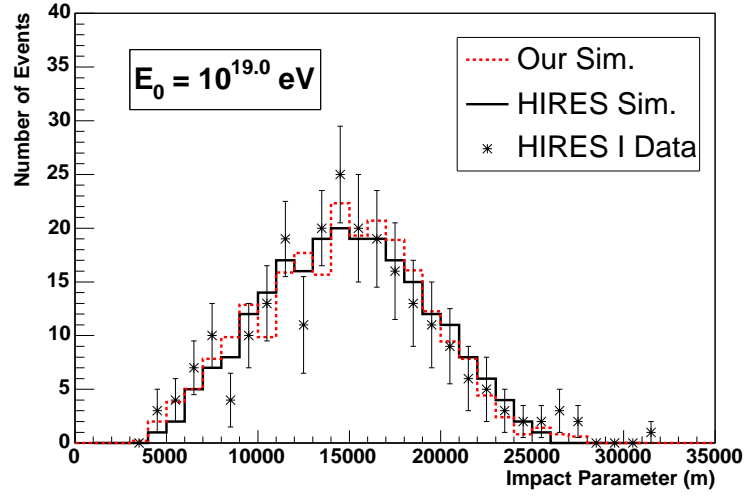 40
35
30
25
20
15
10
5
0
Number of Events
E₀ = 10^19.0 eV
Our Sim.
HIRES Sim.
HIRES I Data
0 5000 10000 15000 20000 25000 30000 35000
Impact Parameter (m)